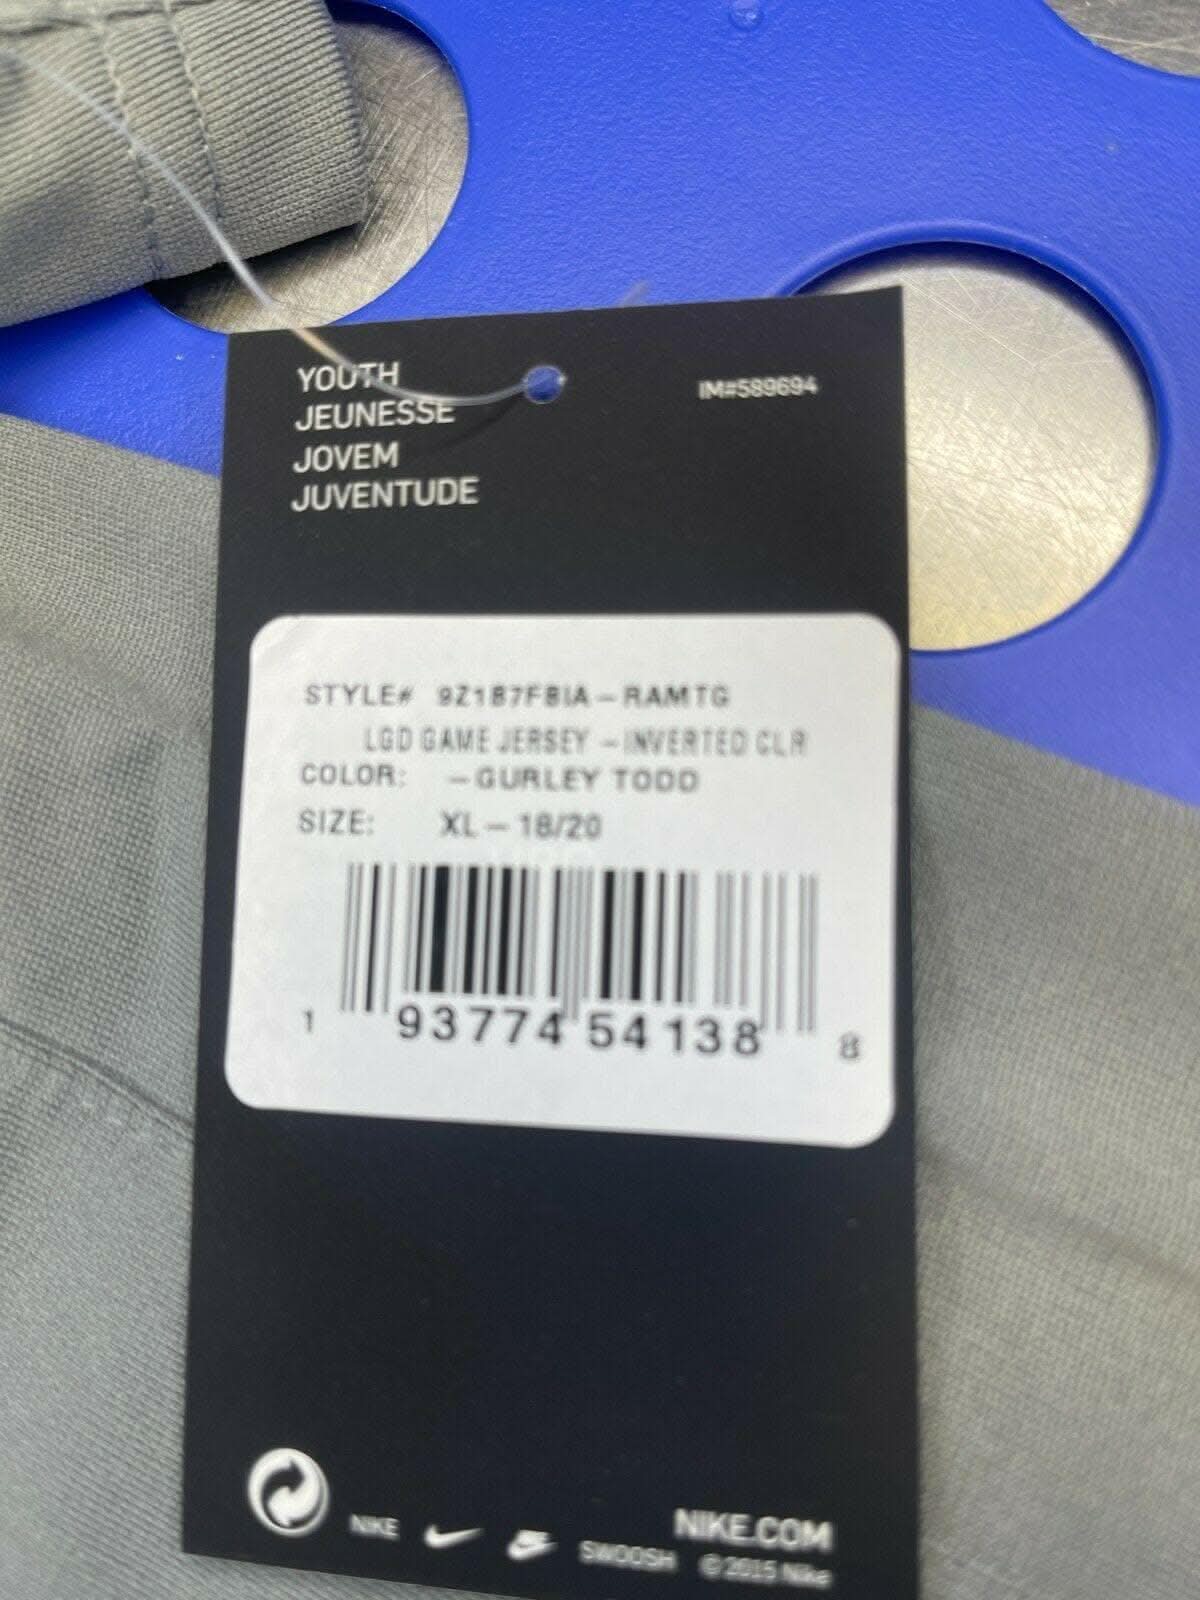 YOUTH
JEUNESSE
JOVEM
JUVENTUDE
IM#589694
STYLE# 9Z1B7FBIA-RAMTG
LGD GAME JERSEY -INVERTED CLR
COLOR: -GURLEY TODD
SIZE: XL-18/20
1 93774 54138 8
NIKE
SWOOSH
NIKE.COM
©2015 Nike